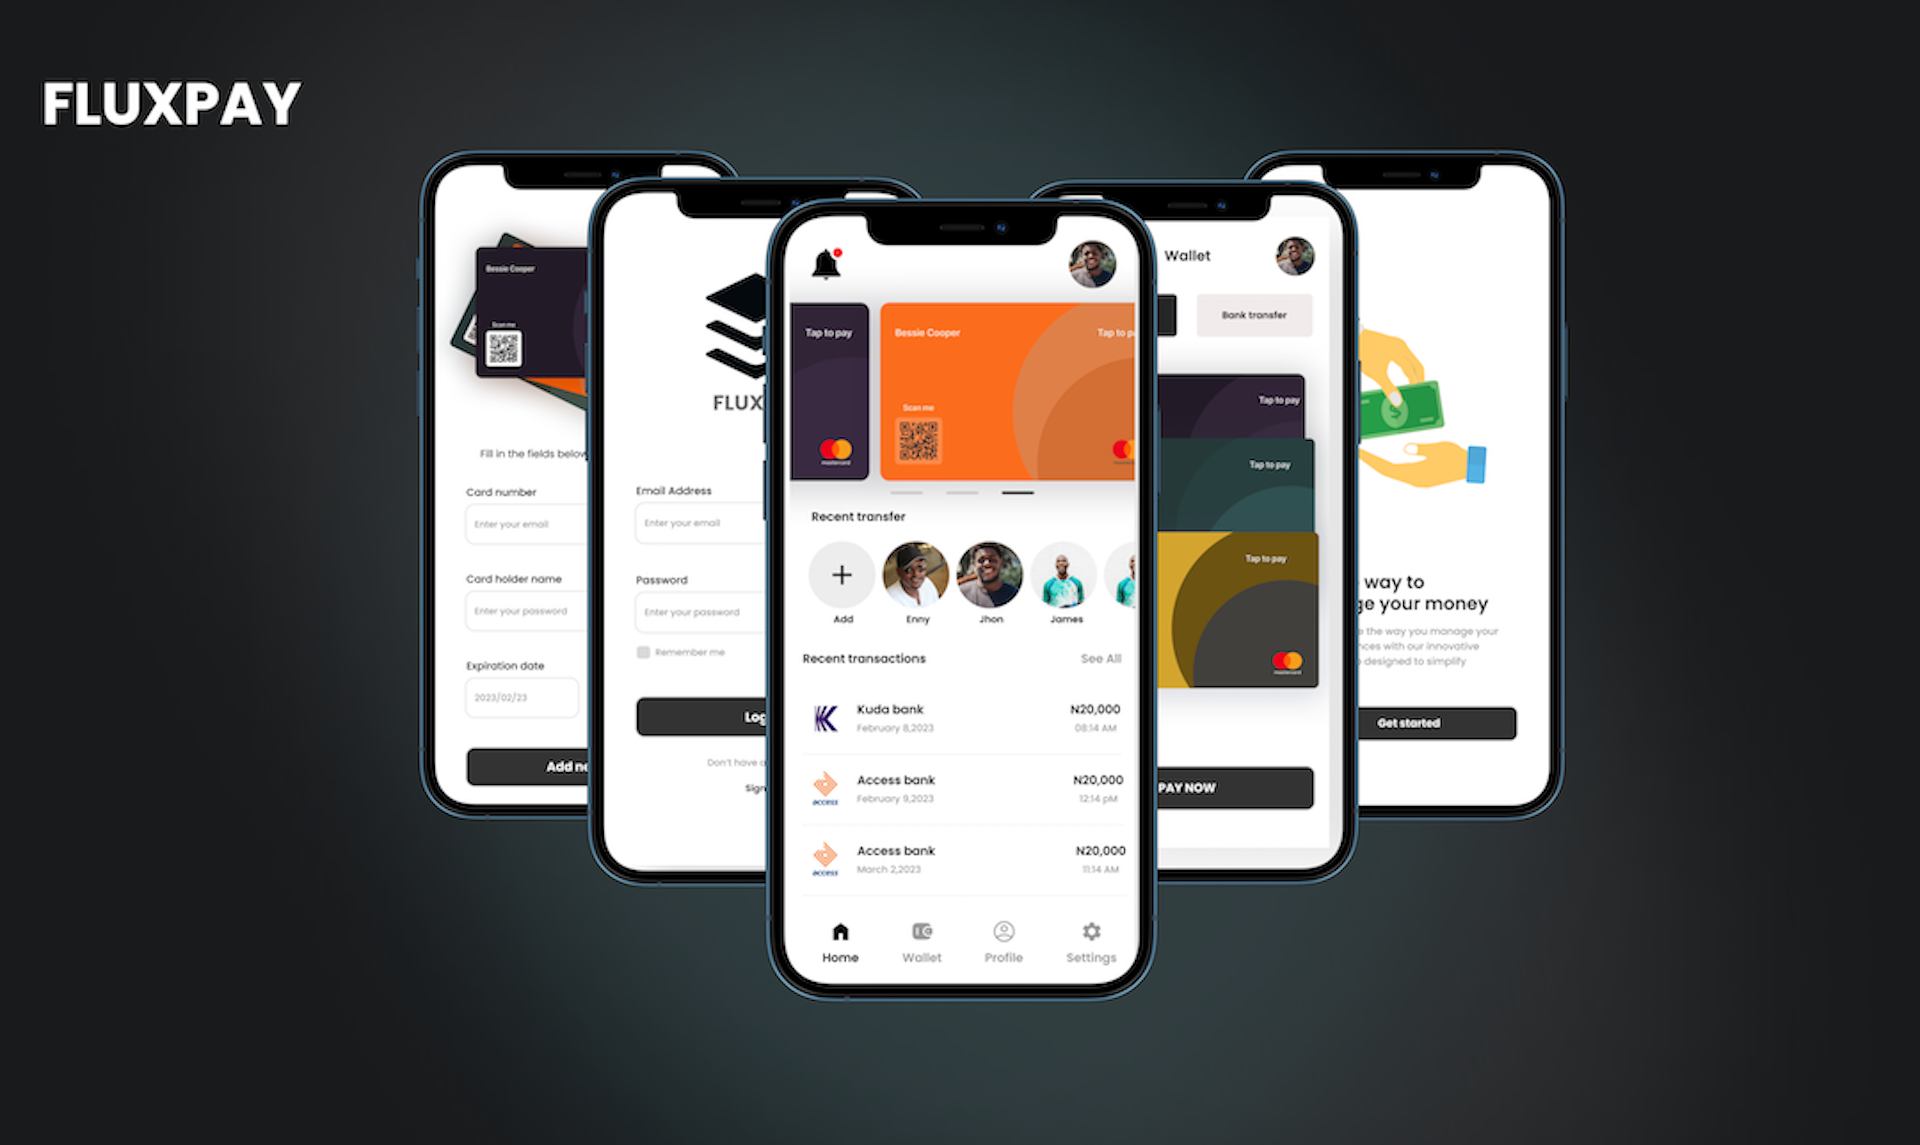 FLUXPAY
Bessie Cooper
Scan me
Fill in the fields below
Card number
Enter your email
Card holder name
Enter your password
Expiration date
2023/02/23
Add ne
FLUX
Email Address
Enter your email
Password
Enter your password
Remember me
Log
Don't have a
Sign
Tap to pay
mastercard
Bessie Cooper
Tap to p
Scan me
Recent transfer
Add
Enny
Jhon
James
Recent transactions
See All
Kuda bank
N20,000
February 8,2023
08:14 AM
Access bank
N20,000
February 9,2023
12:14 pM
access
Access bank
N20,000
March 2,2023
11:14 AM
access
Home
Wallet
Profile
Settings
Wallet
Bank transfer
Tap to pay
Tap to pay
Tap to pay
mastercard
PAY NOW
way to
ge your money
e the way you manage your
nces with our innovative
designed to simplify
Get started